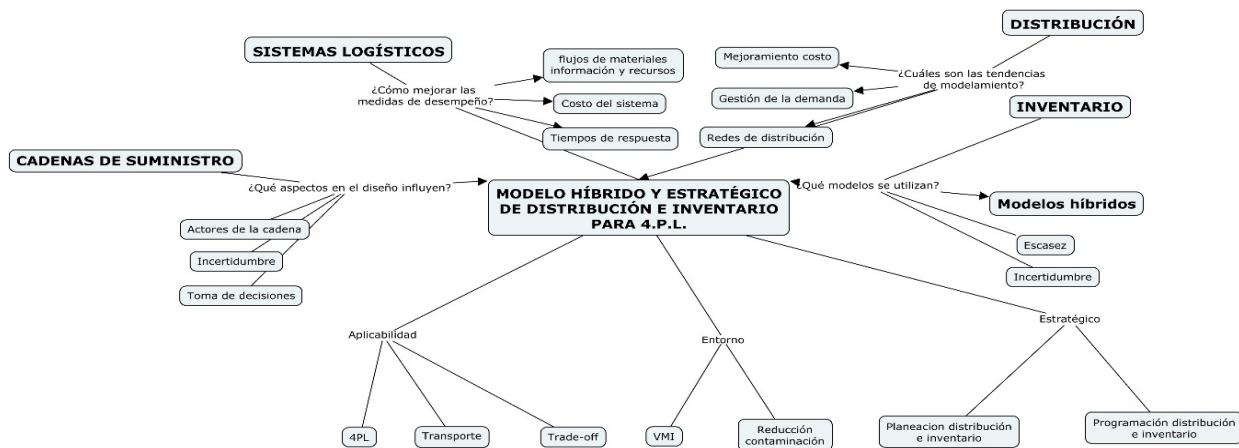 DISTRIBUCIÓN
SISTEMAS LOGÍSTICOS
flujos de materiales
información y recursos
Mejoramiento costo
¿Cuáles son las tendencias
de modelamiento?
¿Cómo mejorar las
medidas de desempeño?
Costo del sistema
Gestión de la demanda
INVENTARIO
Tiempos de respuesta
Redes de distribución
CADENAS DE SUMINISTRO
¿Qué aspectos en el diseño influyen?
MODELO HÍBRIDO Y ESTRATÉGICO
DE DISTRIBUCIÓN E INVENTARIO
PARA 4.P.L.
¿Qué modelos se utilizan?
Modelos híbridos
Actores de la cadena
Escasez
Incertidumbre
Incertidumbre
Toma de decisiones
Aplicabilidad
Entorno
Estratégico
4PL
Transporte
Trade-off
VMI
Reducción
contaminación
Planeacion distribución
e inventario
Programación distribución
e inventario